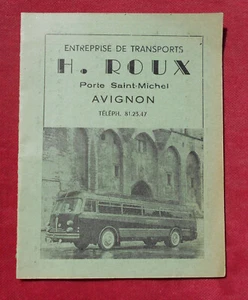 ENTREPRISE DE TRANSPORTS
H. ROUX
Porte Saint-Michel
AVIGNON
TÉLÉPH. 81.25.47